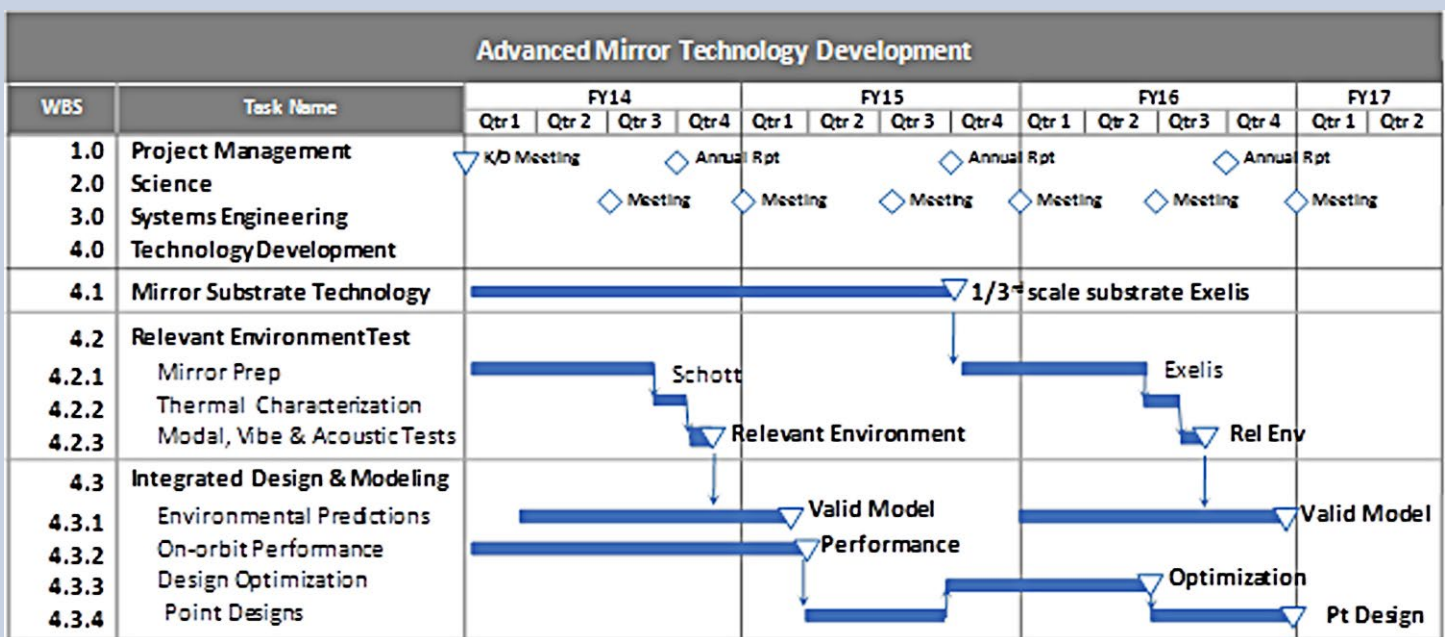 Advanced Mirror Technology Development
WBS Task Name FY14 FY15 FY16 FY17
Qtr 1 Qtr 2 Qtr 3 Qtr 4 Qtr 1 Qtr 2 Qtr 3 Qtr 4 Qtr 1 Qtr 2 Qtr 3 Qtr 4 Qtr 1 Qtr 2
1.0 Project Management K/O Meeting Annual Rpt Annual Rpt Annual Rpt
2.0 Science
Meeting Meeting Meeting Meeting Meeting Meeting
3.0 Systems Engineering
4.0 Technology Development
4.1 Mirror Substrate Technology 1/3rd scale substrate Exelis
4.2 Relevant Environment Test
4.2.1 Mirror Prep Schott Exelis
4.2.2 Thermal Characterization
4.2.3 Modal, Vibe & Acoustic Tests Relevant Environment Rel Env
4.3 Integrated Design & Modeling
4.3.1 Environmental Predictions Valid Model Valid Model
4.3.2 On-orbit Performance Performance
4.3.3 Design Optimization Optimization
4.3.4 Point Designs Pt Design